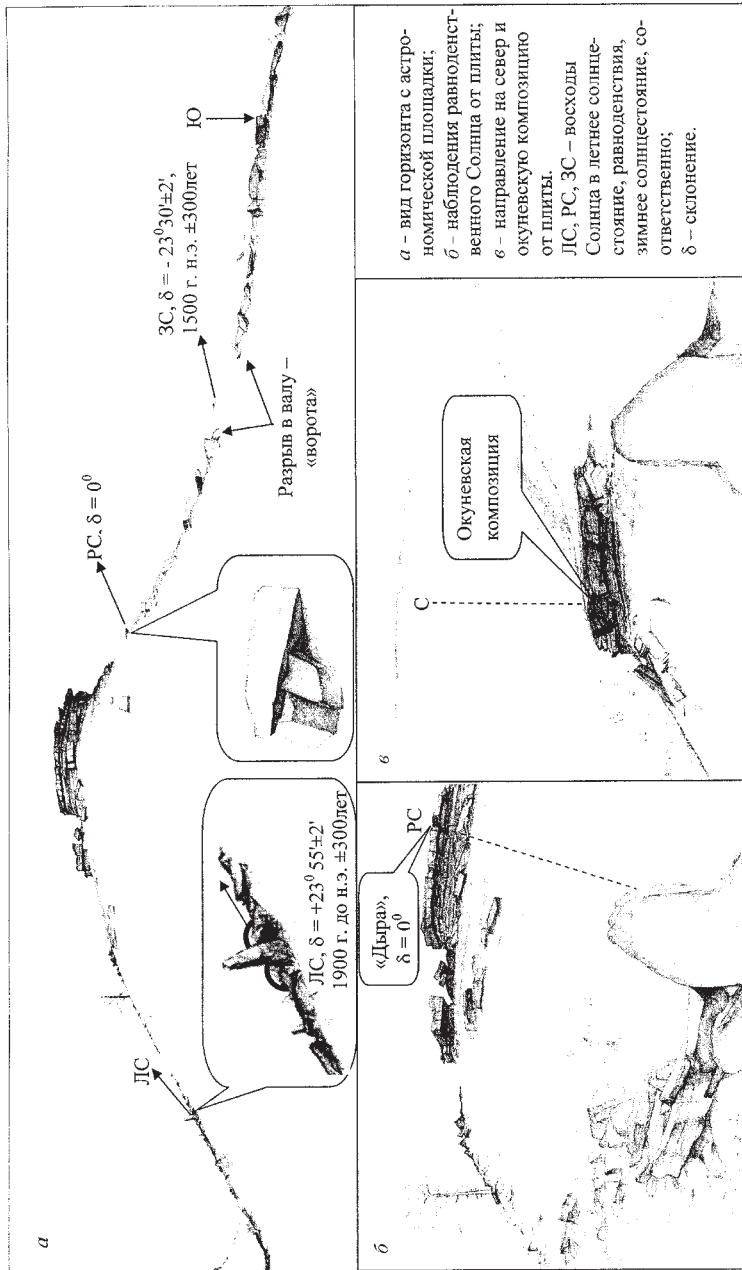 а
ЛС
ЛС, δ = +23⁰ 55'±2'
1900 г. до н.э. ±300лет
РС. δ = 0⁰
ЗС, δ = - 23⁰30'±2',
1500 г. н.э. ±300лет
Разрыв в валу –
«ворота»
Ю
б
«Дыра»,
δ = 0⁰
РС
в
С
Окуневская
композиция
а – вид горизонта с астро-
номической площадки;
б – наблюдения равноденст-
венного Солнца от плиты;
в – направление на север и
окуневскую композицию
от плиты.
ЛС, РС, ЗС – восходы
Солнца в летнее солнце-
стояние, равноденствия,
зимнее солнцестояние, со-
ответственно;
δ – склонение.